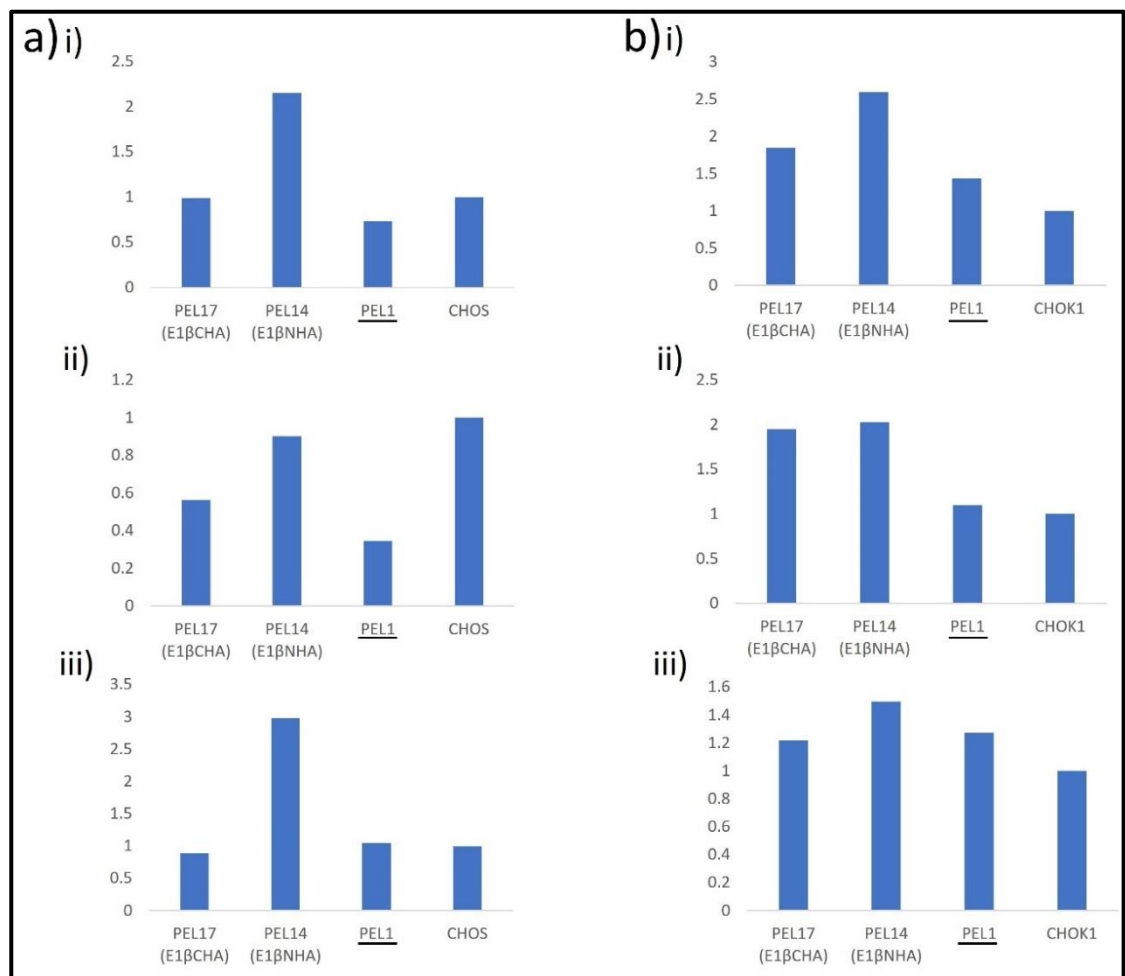 a) i)
2.5
2
1.5
1
0.5
0
PEL17 PEL14 PEL1 CHOS
(E1βCHA) (E1βNHA)
ii)
1.2
1
0.8
0.6
0.4
0.2
0
PEL17 PEL14 PEL1 CHOS
(E1βCHA) (E1βNHA)
iii)
3.5
3
2.5
2
1.5
1
0.5
0
PEL17 PEL14 PEL1 CHOS
(E1βCHA) (E1βNHA)
b) i)
3
2.5
2
1.5
1
0.5
0
PEL17 PEL14 PEL1 CHOK1
(E1βCHA) (E1βNHA)
ii)
2.5
2
1.5
1
0.5
0
PEL17 PEL14 PEL1 CHOK1
(E1βCHA) (E1βNHA)
iii)
1.6
1.4
1.2
1
0.8
0.6
0.4
0.2
0
PEL17 PEL14 PEL1 CHOK1
(E1βCHA) (E1βNHA)